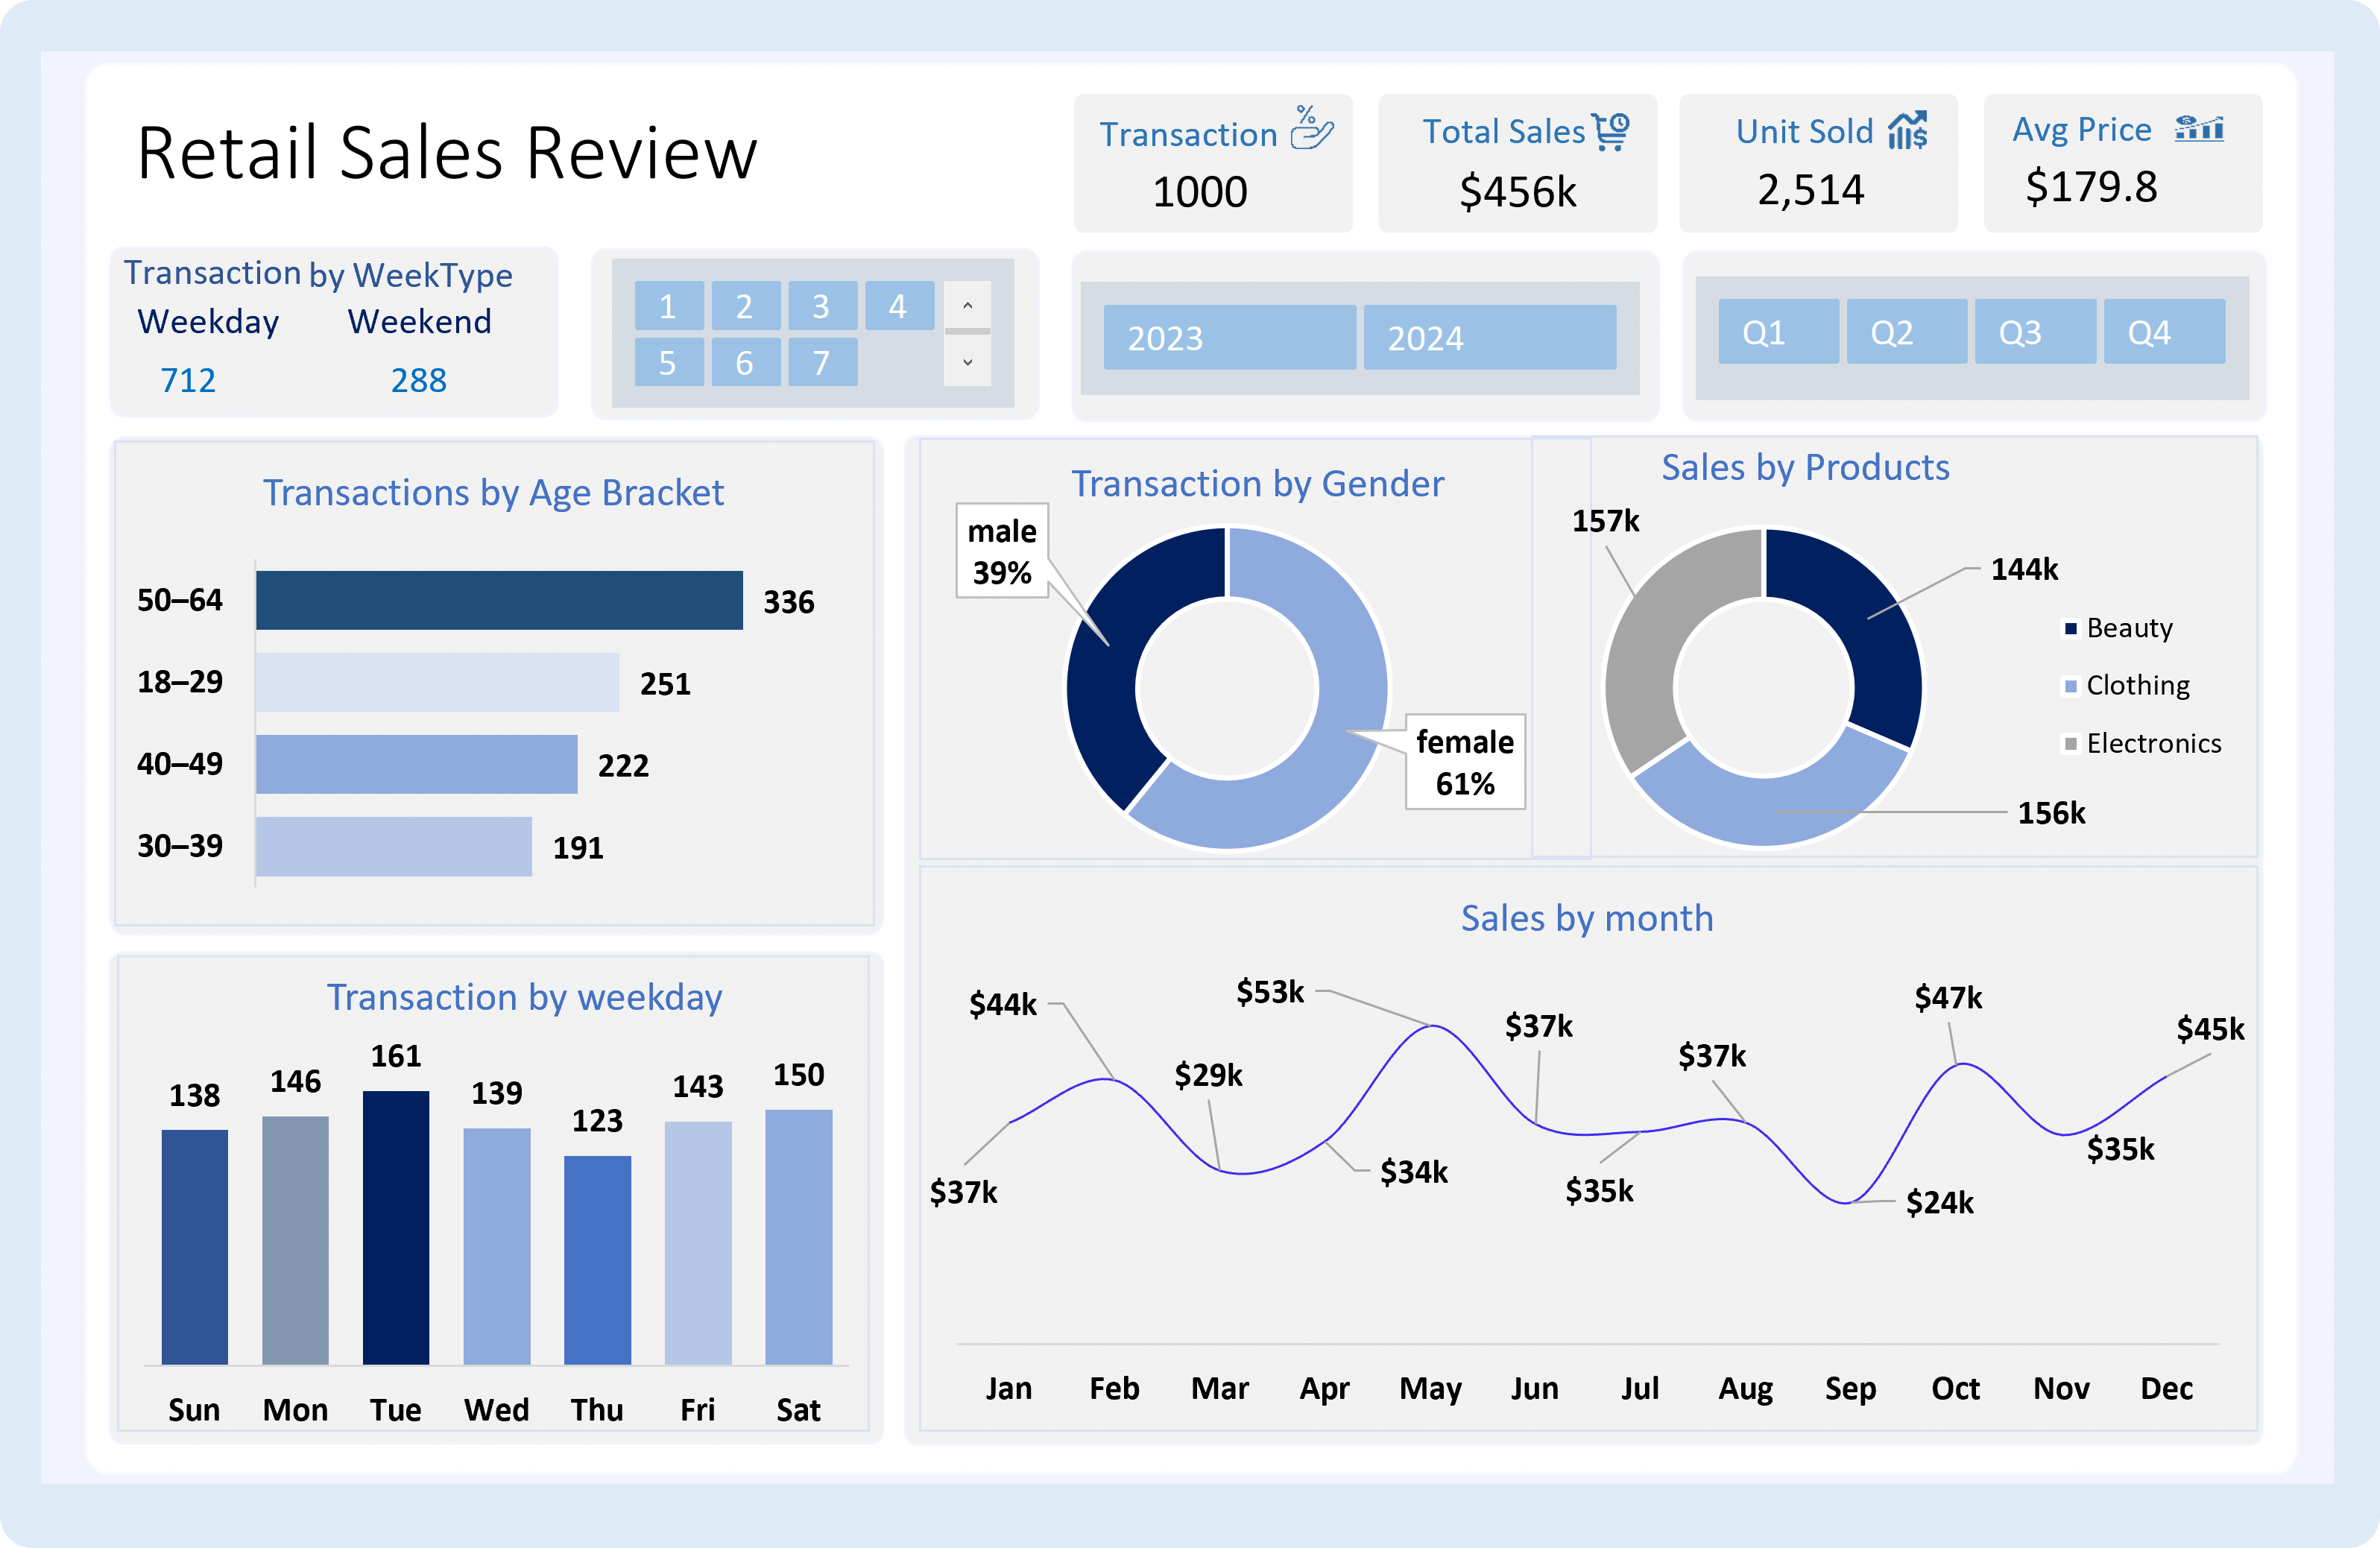 Retail Sales Review
Transaction
1000
Total Sales
$456k
Unit Sold
2,514
Avg Price
$179.8
Transaction by WeekType
Weekday Weekend
712 288
1 2 3 4
5 6 7
2023 2024
Q1 Q2 Q3 Q4
Transactions by Age Bracket
50–64 336
18–29 251
40–49 222
30–39 191
Transaction by Gender
male
39%
female
61%
Sales by Products
157k
144k
156k
Beauty
Clothing
Electronics
Transaction by weekday
138 146 161 139 123 143 150
Sun Mon Tue Wed Thu Fri Sat
Sales by month
$37k $44k $29k $34k $53k $37k $35k $37k $24k $47k $35k $45k
Jan Feb Mar Apr May Jun Jul Aug Sep Oct Nov Dec